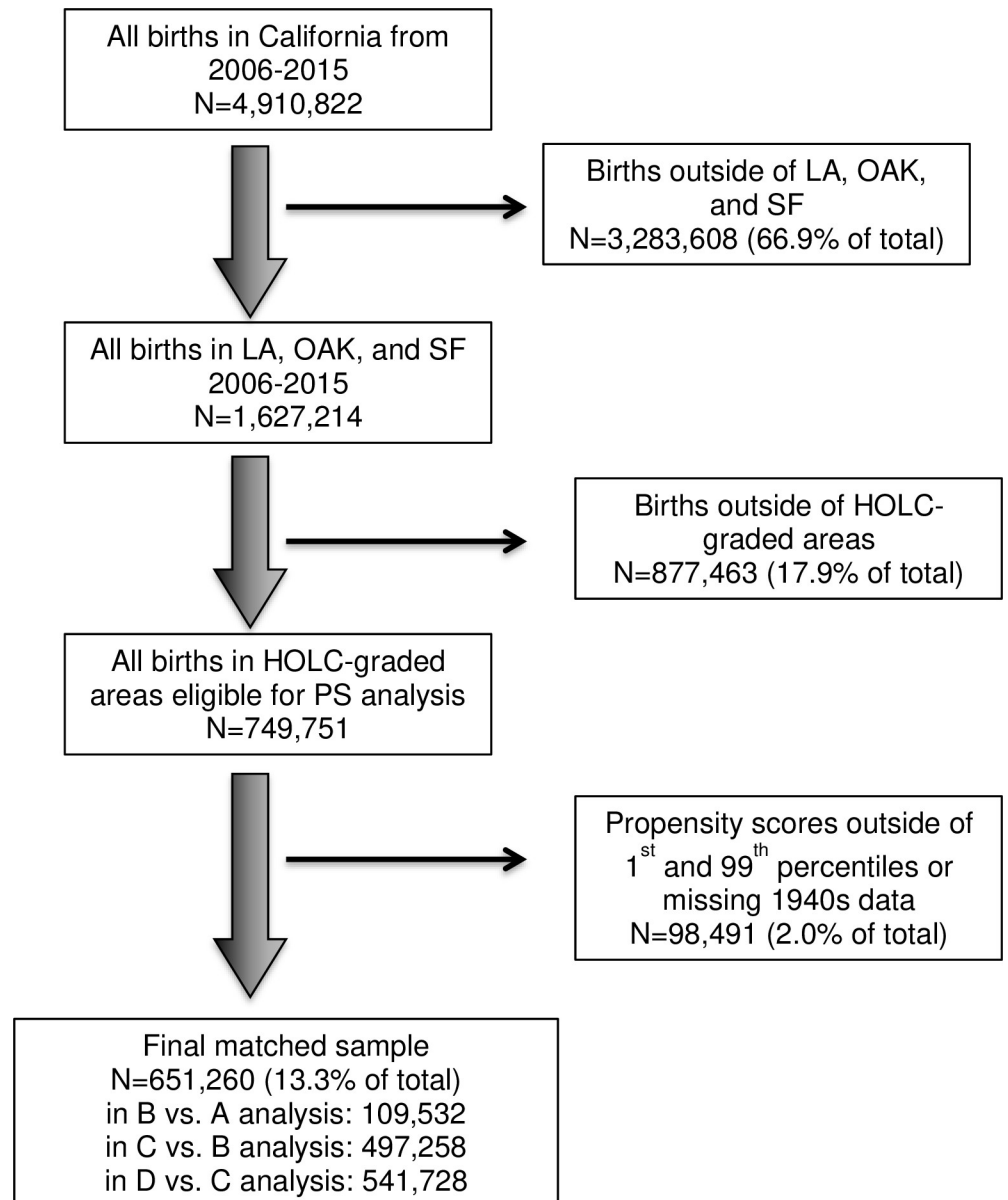 All births in California from
2006-2015
N=4,910,822
Births outside of LA, OAK,
and SF
N=3,283,608 (66.9% of total)
All births in LA, OAK, and SF
2006-2015
N=1,627,214
Births outside of HOLC-
graded areas
N=877,463 (17.9% of total)
All births in HOLC-graded
areas eligible for PS analysis
N=749,751
Propensity scores outside of
1st and 99th percentiles or
missing 1940s data
N=98,491 (2.0% of total)
Final matched sample
N=651,260 (13.3% of total)
in B vs. A analysis: 109,532
in C vs. B analysis: 497,258
in D vs. C analysis: 541,728